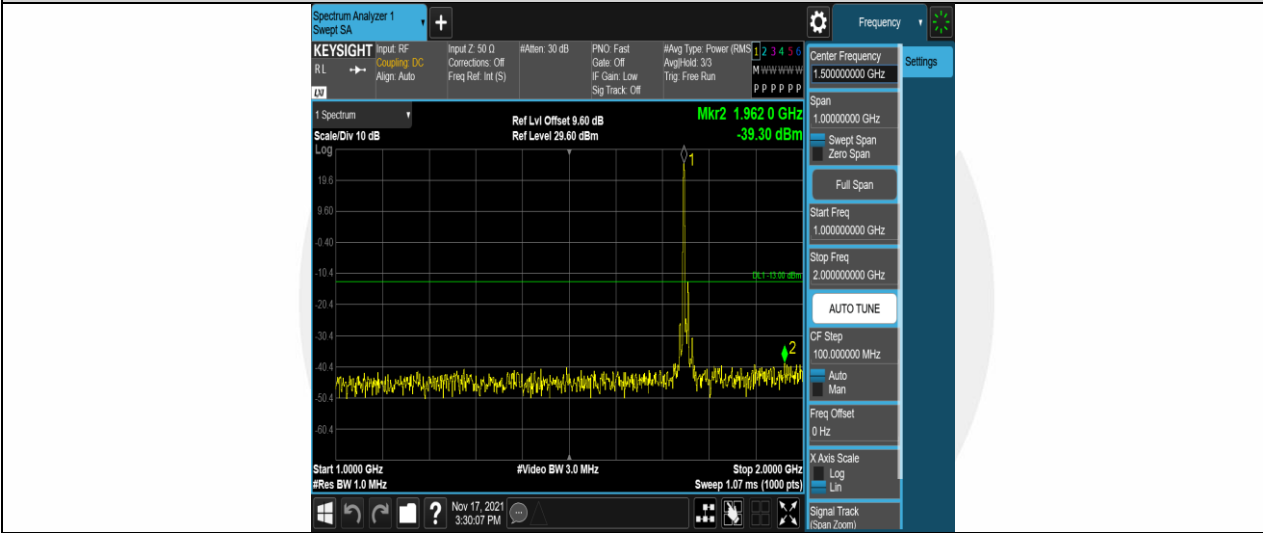 Spectrum Analyzer 1
Swept SA
+
Frequency
KEYSIGHT
RL
LXI
Input: RF
Coupling: DC
Align: Auto
Input Z: 50 Ω
Corrections: Off
Freq Ref: Int (S)
#Atten: 30 dB
PNO: Fast
Gate: Off
IF Gain: Low
Sig Track: Off
#Avg Type: Power (RMS
Avg|Hold: 3/3
Trig: Free Run
1 2 3 4 5 6
M W W W W W
P P P P P P
1 Spectrum
Scale/Div 10 dB
Log
Ref Lvl Offset 9.60 dB
Ref Level 29.60 dBm
Mkr2 1.962 0 GHz
-39.30 dBm
1
19.6
9.60
-0.40
-10.4
DL1 -13.00 dBm
-20.4
-30.4
2
-40.4
-50.4
-60.4
Start 1.0000 GHz
#Video BW 3.0 MHz
Stop 2.0000 GHz
#Res BW 1.0 MHz
Sweep 1.07 ms (1000 pts)
Center Frequency
1.500000000 GHz
Settings
Span
1.00000000 GHz
Swept Span
Zero Span
Full Span
Start Freq
1.000000000 GHz
Stop Freq
2.000000000 GHz
AUTO TUNE
CF Step
100.000000 MHz
Auto
Man
Freq Offset
0 Hz
X Axis Scale
Log
Lin
Signal Track
(Span Zoom)
?
Nov 17, 2021
3:30:07 PM